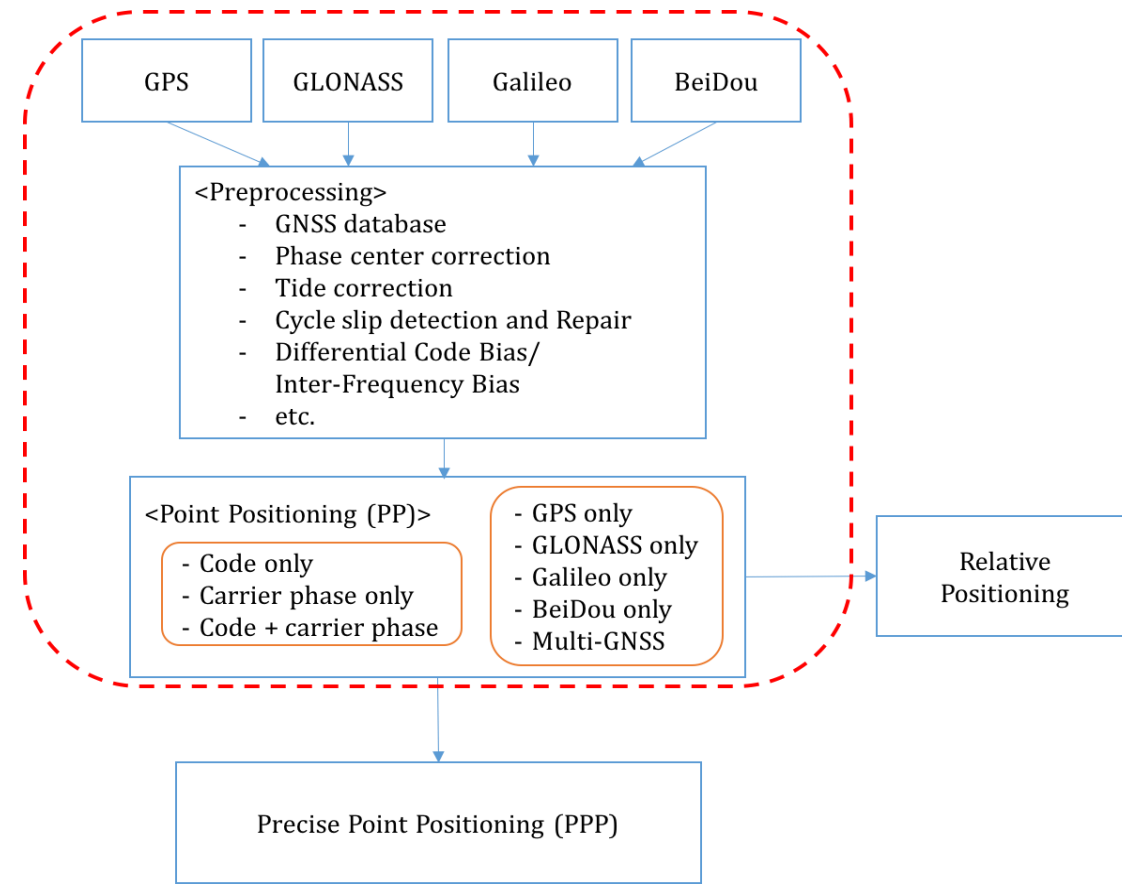 GPS
GLONASS
Galileo
BeiDou
<Preprocessing>
- GNSS database
- Phase center correction
- Tide correction
- Cycle slip detection and Repair
- Differential Code Bias/
Inter-Frequency Bias
- etc.
<Point Positioning (PP)>
- Code only
- Carrier phase only
- Code + carrier phase
- GPS only
- GLONASS only
- Galileo only
- BeiDou only
- Multi-GNSS
Relative
Positioning
Precise Point Positioning (PPP)